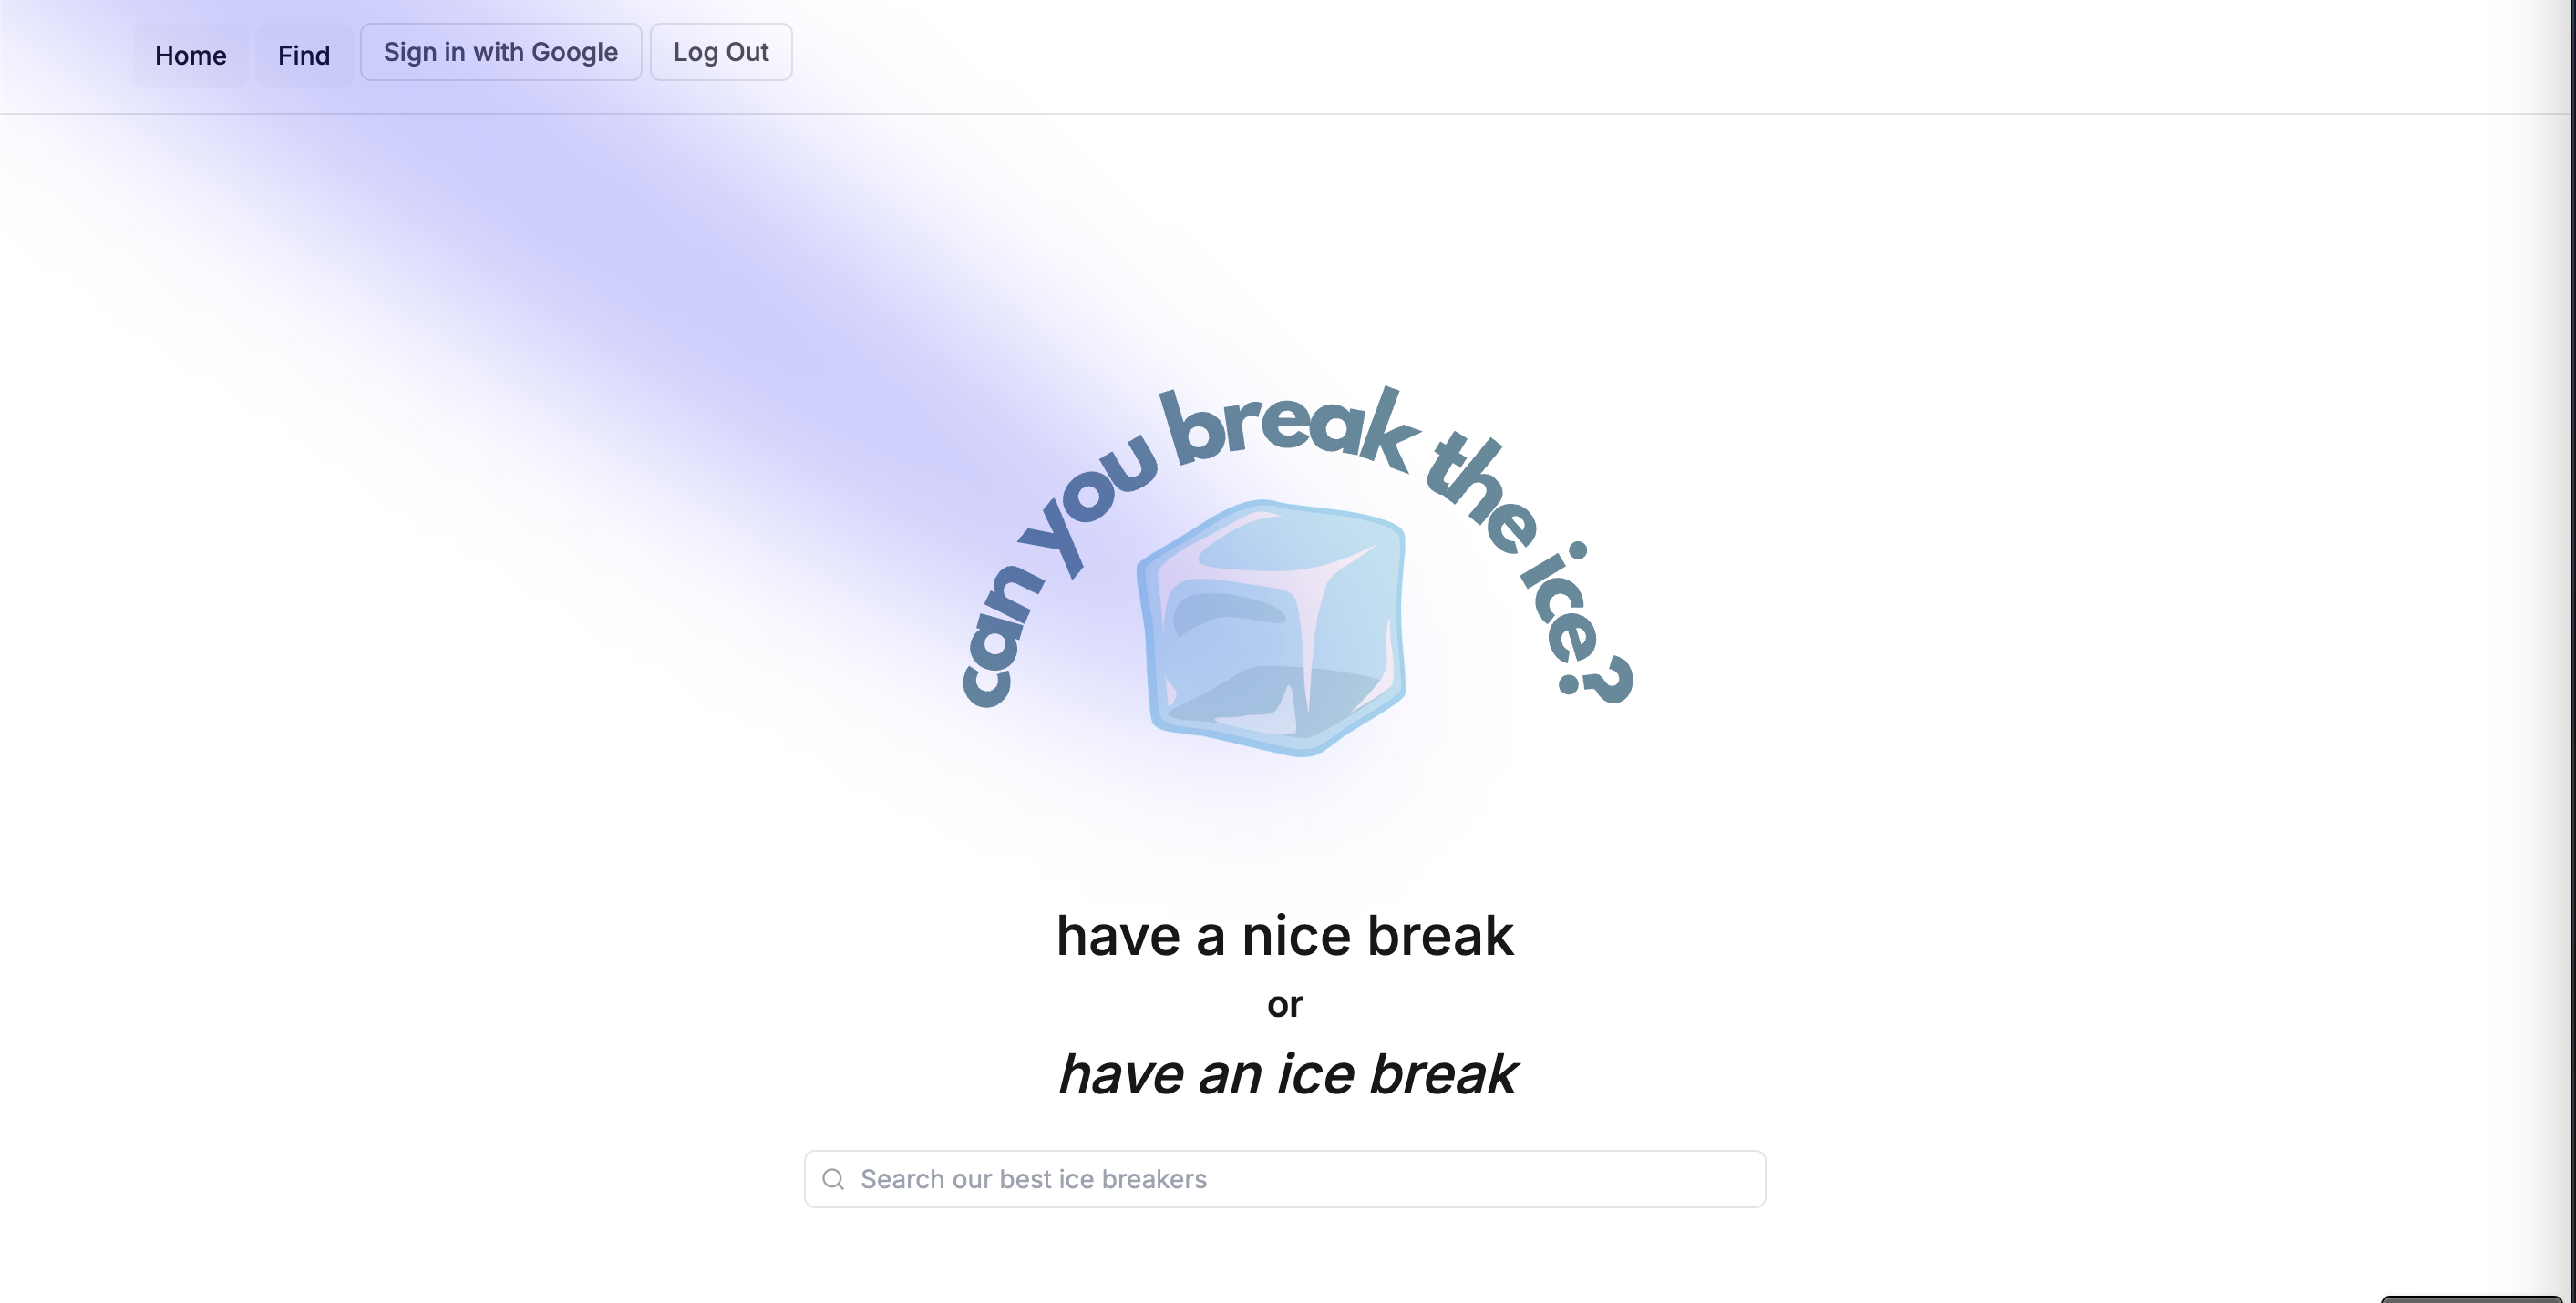 Home Find Sign in with Google Log Out
can you break the ice?
have a nice break
or
have an ice break
Search our best ice breakers